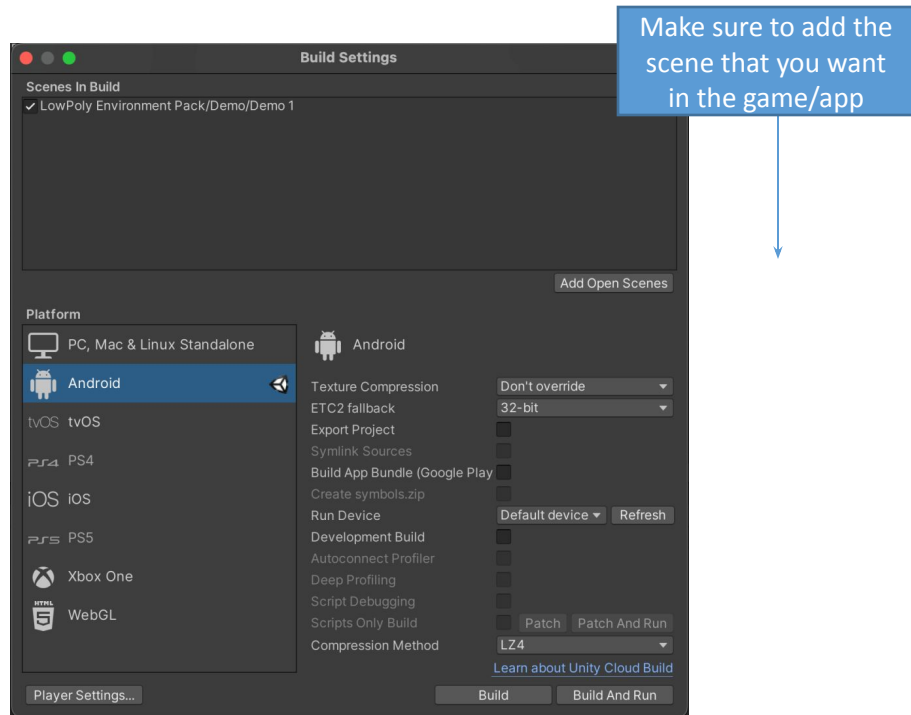 Make sure to add the
scene that you want
in the game/app
Build Settings
Scenes In Build
LowPoly Environment Pack/Demo/Demo 1
Add Open Scenes
Platform
PC, Mac & Linux Standalone
Android
tvOS tvOS
PS4 PS4
iOS iOS
PS5 PS5
Xbox One
HTML 5 WebGL
Android
Texture Compression Don't override
ETC2 fallback 32-bit
Export Project
Symlink Sources
Build App Bundle (Google Play
Create symbols.zip
Run Device Default device Refresh
Development Build
Autoconnect Profiler
Deep Profiling
Script Debugging
Scripts Only Build Patch Patch And Run
Compression Method LZ4
Learn about Unity Cloud Build
Player Settings... Build Build And Run